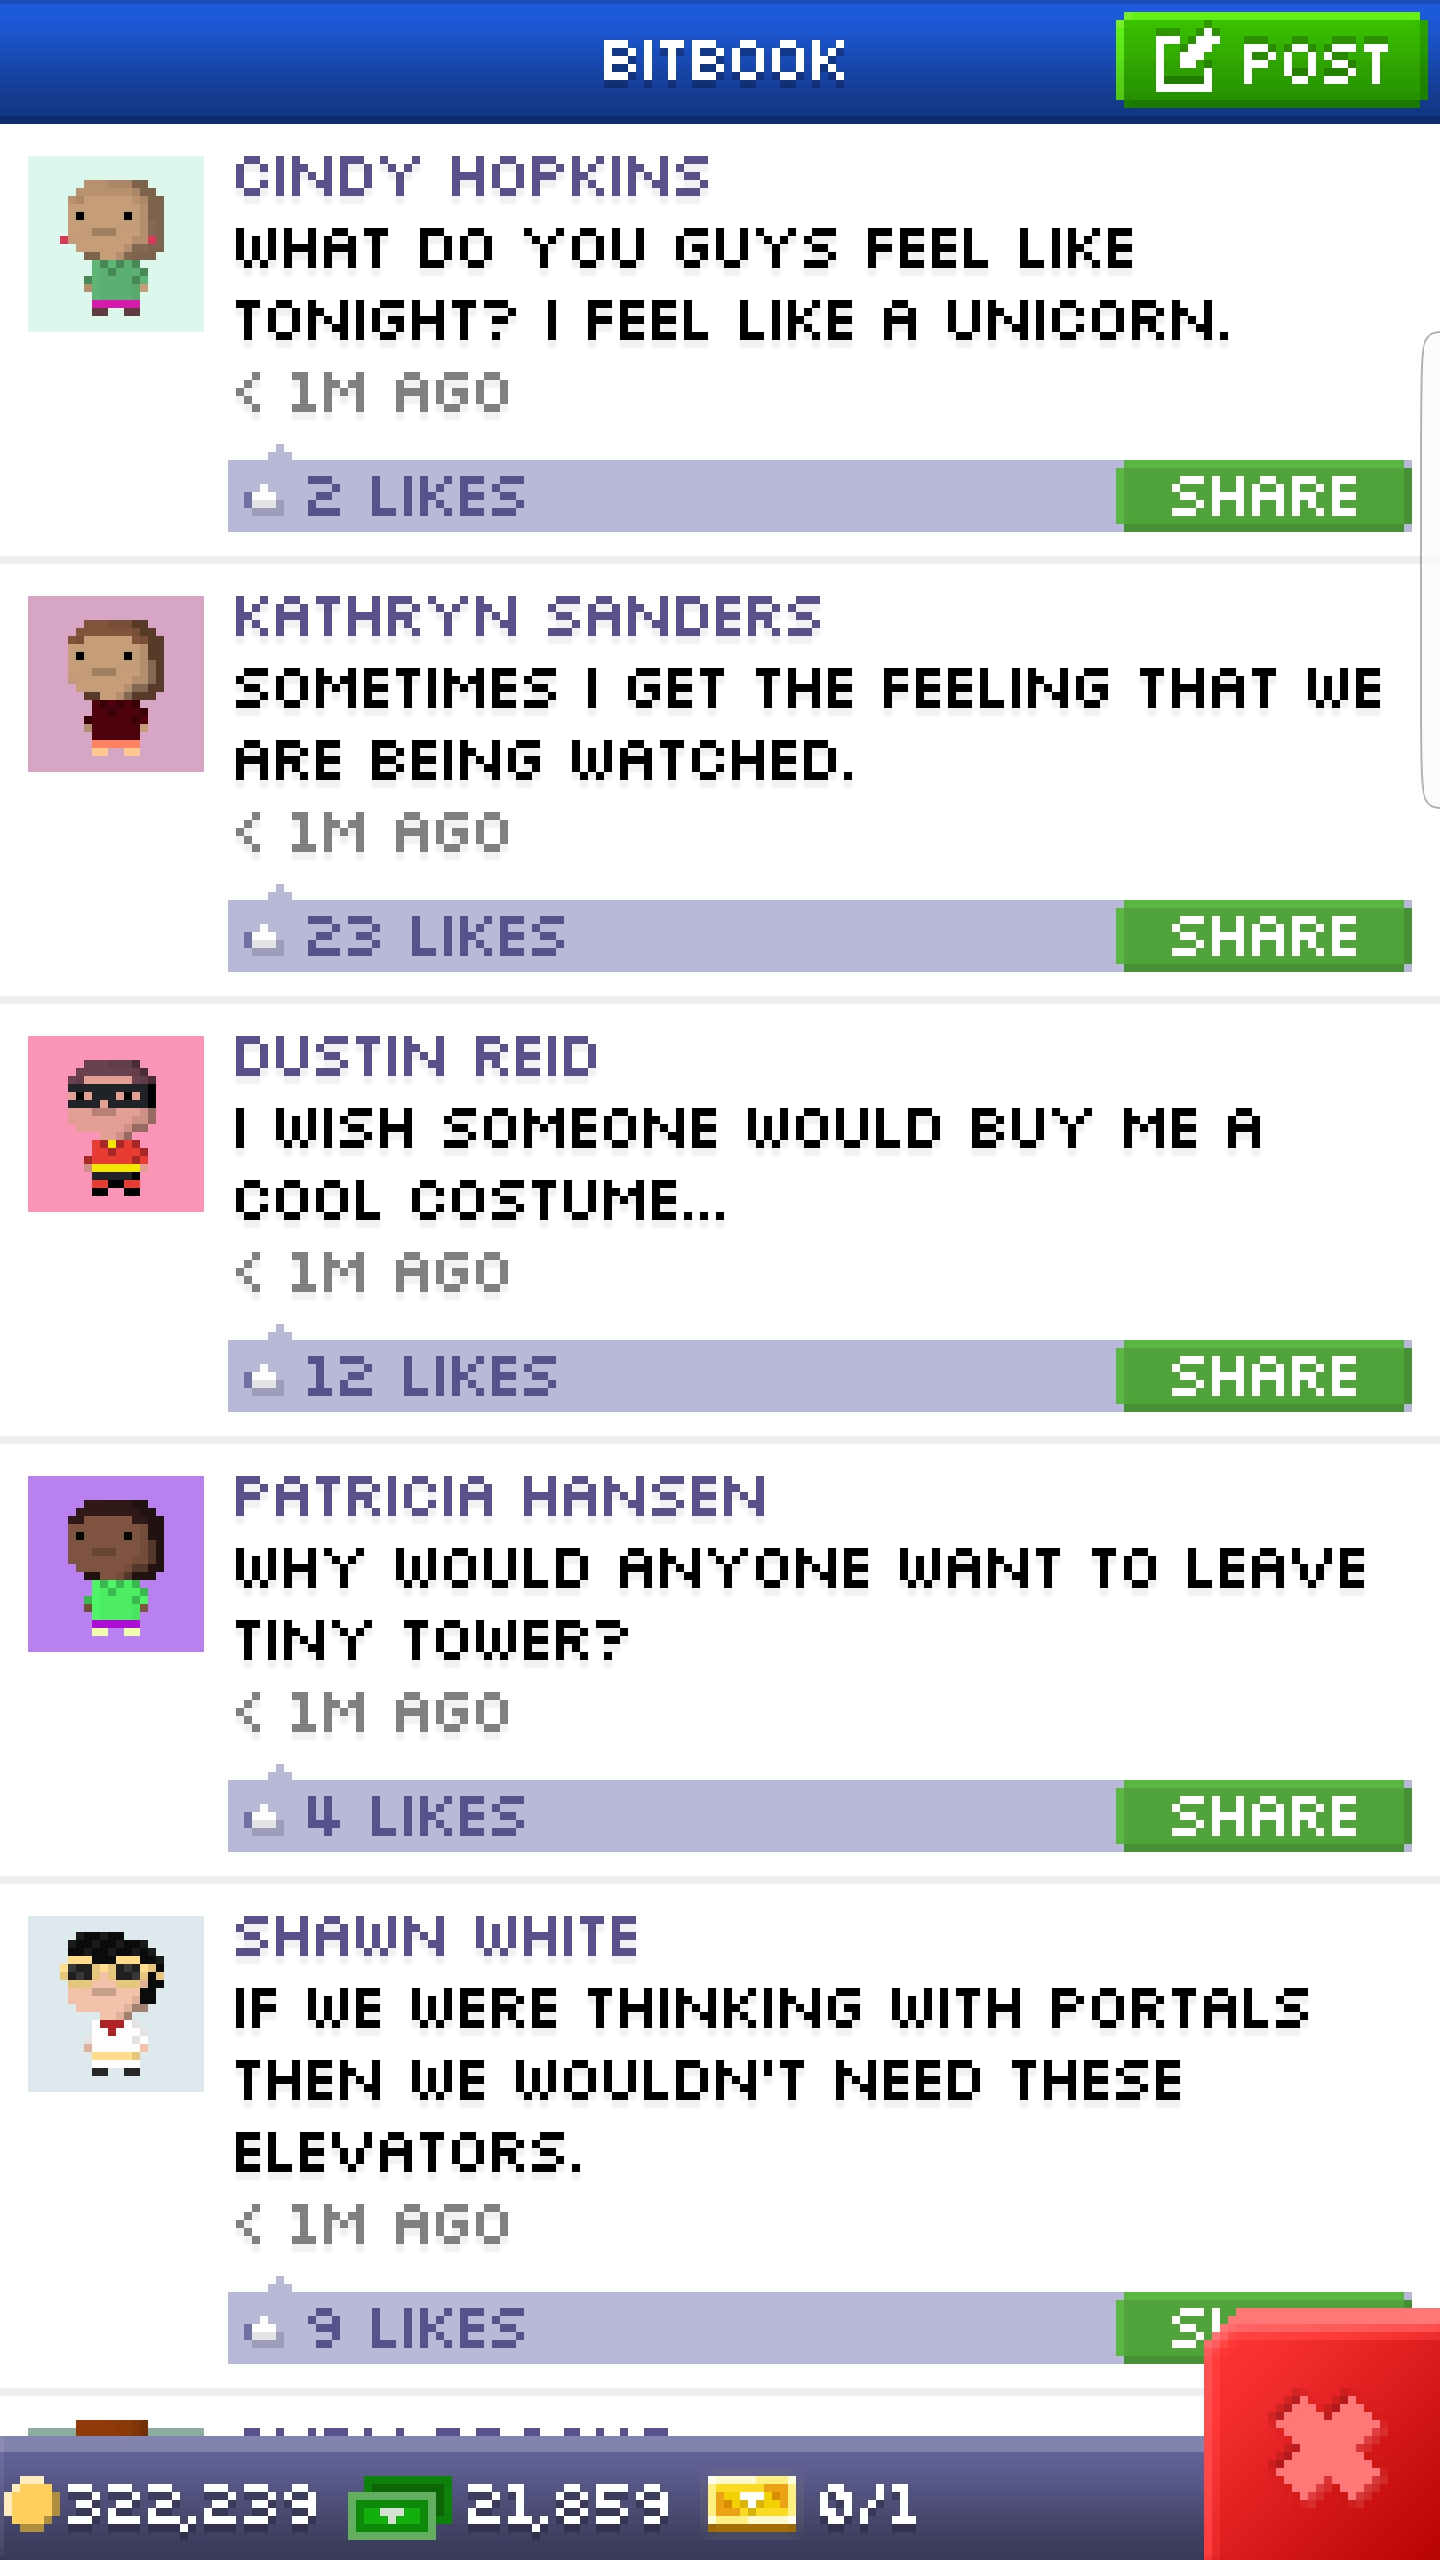 BITBOOK
POST
CINDY HOPKINS
WHAT DO YOU GUYS FEEL LIKE
TONIGHT? I FEEL LIKE A UNICORN.
< 1M AGO
2 LIKES
SHARE
KATHRYN SANDERS
SOMETIMES I GET THE FEELING THAT WE
ARE BEING WATCHED.
< 1M AGO
23 LIKES
SHARE
DUSTIN REID
I WISH SOMEONE WOULD BUY ME A
COOL COSTUME...
< 1M AGO
12 LIKES
SHARE
PATRICIA HANSEN
WHY WOULD ANYONE WANT TO LEAVE
TINY TOWER?
< 1M AGO
4 LIKES
SHARE
SHAWN WHITE
IF WE WERE THINKING WITH PORTALS
THEN WE WOULDN'T NEED THESE
ELEVATORS.
< 1M AGO
9 LIKES
322,239
21,859
0/1